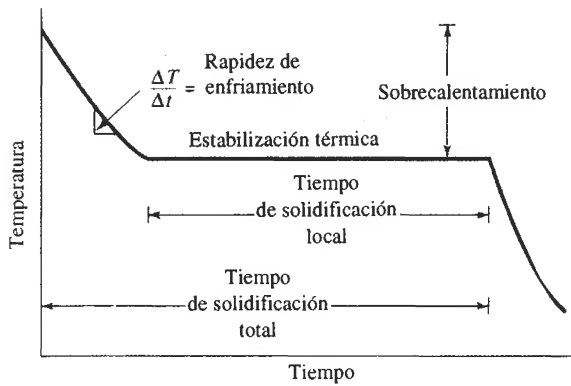 Rapidez de
ΔT/Δt = enfriamiento
Sobrecalentamiento
Estabilización térmica
Tiempo
de solidificación
local
Tiempo
de solidificación
total
Temperatura
Tiempo